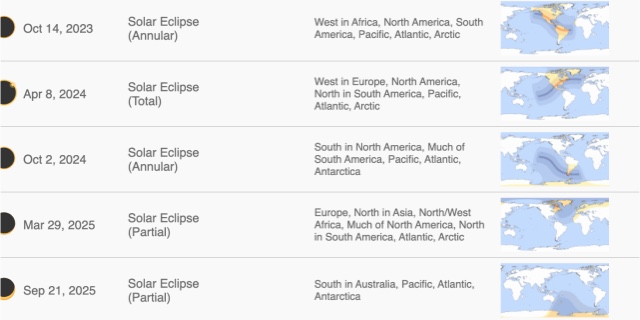 Oct 14, 2023
Solar Eclipse
(Annular)
West in Africa, North America, South
America, Pacific, Atlantic, Arctic
Apr 8, 2024
Solar Eclipse
(Total)
West in Europe, North America,
North in South America, Pacific,
Atlantic, Arctic
Oct 2, 2024
Solar Eclipse
(Annular)
South in North America, Much of
South America, Pacific, Atlantic,
Antarctica
Mar 29, 2025
Solar Eclipse
(Partial)
Europe, North in Asia, North/West
Africa, Much of North America, North
in South America, Atlantic, Arctic
Sep 21, 2025
Solar Eclipse
(Partial)
South in Australia, Pacific, Atlantic,
Antarctica